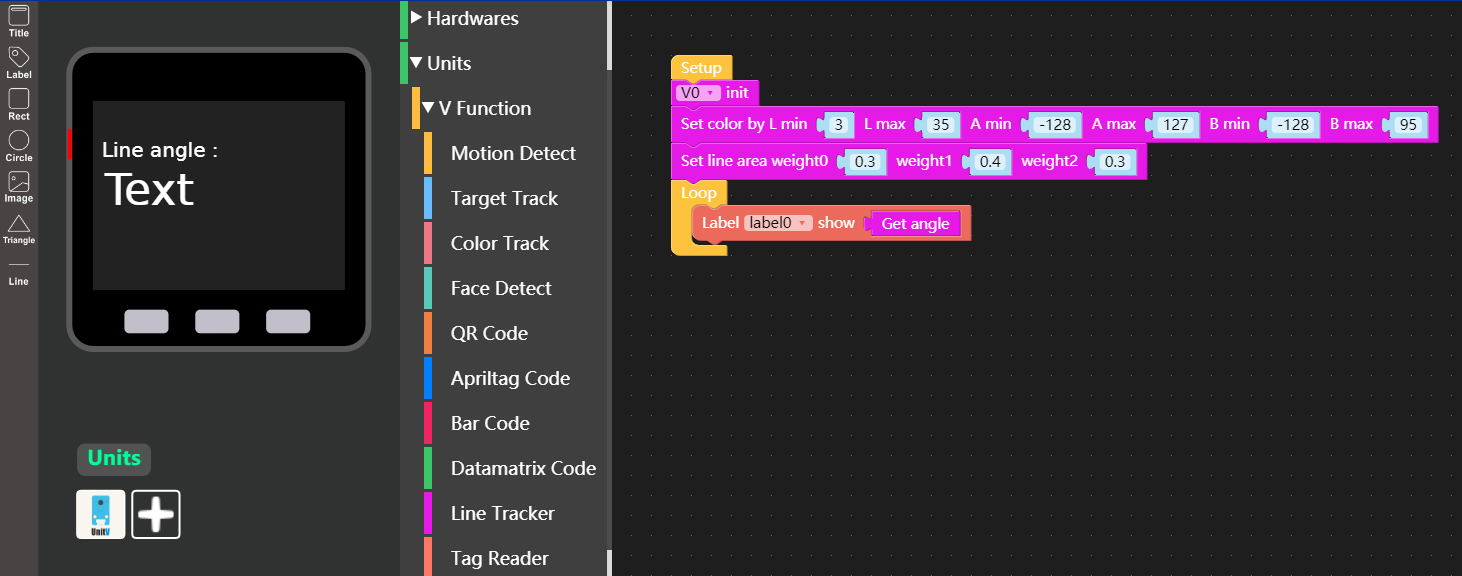 Title
Label
Rect
Circle
Image
Triangle
Line
Line angle :
Text
Units
UnitV
Hardwares
Units
V Function
Motion Detect
Target Track
Color Track
Face Detect
QR Code
Apriltag Code
Bar Code
Datamatrix Code
Line Tracker
Tag Reader
Setup
V0 init
Set color by L min 3 L max 35 A min -128 A max 127 B min -128 B max 95
Set line area weight0 0.3 weight1 0.4 weight2 0.3
Loop
Label label0 show Get angle